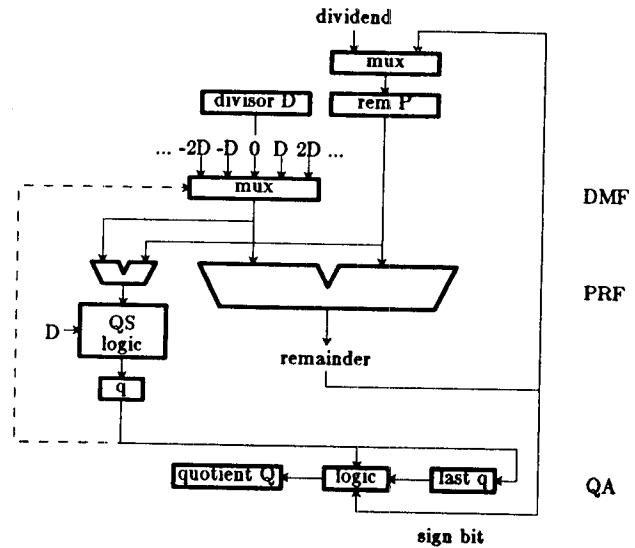 dividend
mux
divisor D
rem P
... -2D -D 0 D 2D ...
mux
DMF
PRF
D
QS
logic
remainder
q
quotient Q
logic
last q
QA
sign bit